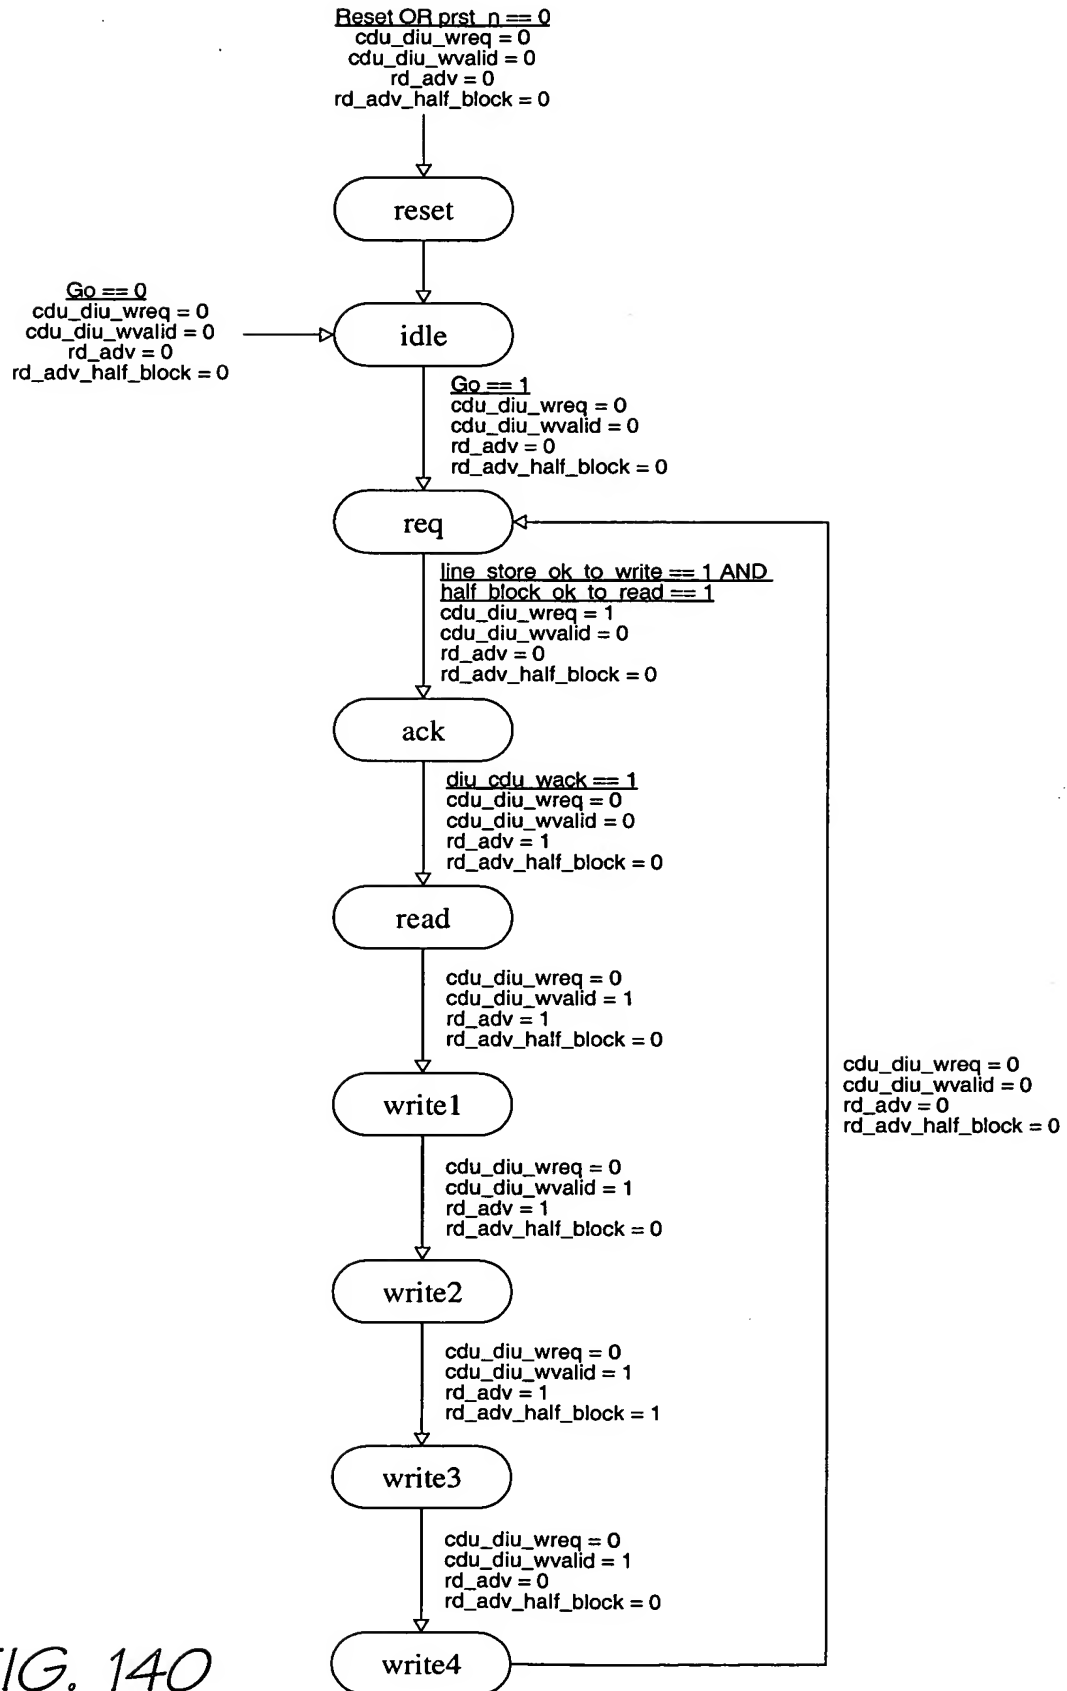 Reset OR prst_n == 0
cdu_diu_wreq = 0
cdu_diu_wvalid = 0
rd_adv = 0
rd_adv_half_block = 0
reset
Go == 0
cdu_diu_wreq = 0
cdu_diu_wvalid = 0
rd_adv = 0
rd_adv_half_block = 0
idle
Go == 1
cdu_diu_wreq = 0
cdu_diu_wvalid = 0
rd_adv = 0
rd_adv_half_block = 0
req
line_store_ok_to_write == 1 AND
half_block_ok_to_read == 1
cdu_diu_wreq = 1
cdu_diu_wvalid = 0
rd_adv = 0
rd_adv_half_block = 0
ack
diu_cdu_wack == 1
cdu_diu_wreq = 0
cdu_diu_wvalid = 0
rd_adv = 1
rd_adv_half_block = 0
read
cdu_diu_wreq = 0
cdu_diu_wvalid = 1
rd_adv = 1
rd_adv_half_block = 0
cdu_diu_wreq = 0
cdu_diu_wvalid = 0
rd_adv = 0
rd_adv_half_block = 0
write1
cdu_diu_wreq = 0
cdu_diu_wvalid = 1
rd_adv = 1
rd_adv_half_block = 0
write2
cdu_diu_wreq = 0
cdu_diu_wvalid = 1
rd_adv = 1
rd_adv_half_block = 1
write3
cdu_diu_wreq = 0
cdu_diu_wvalid = 1
rd_adv = 0
rd_adv_half_block = 0
write4
FIG. 140